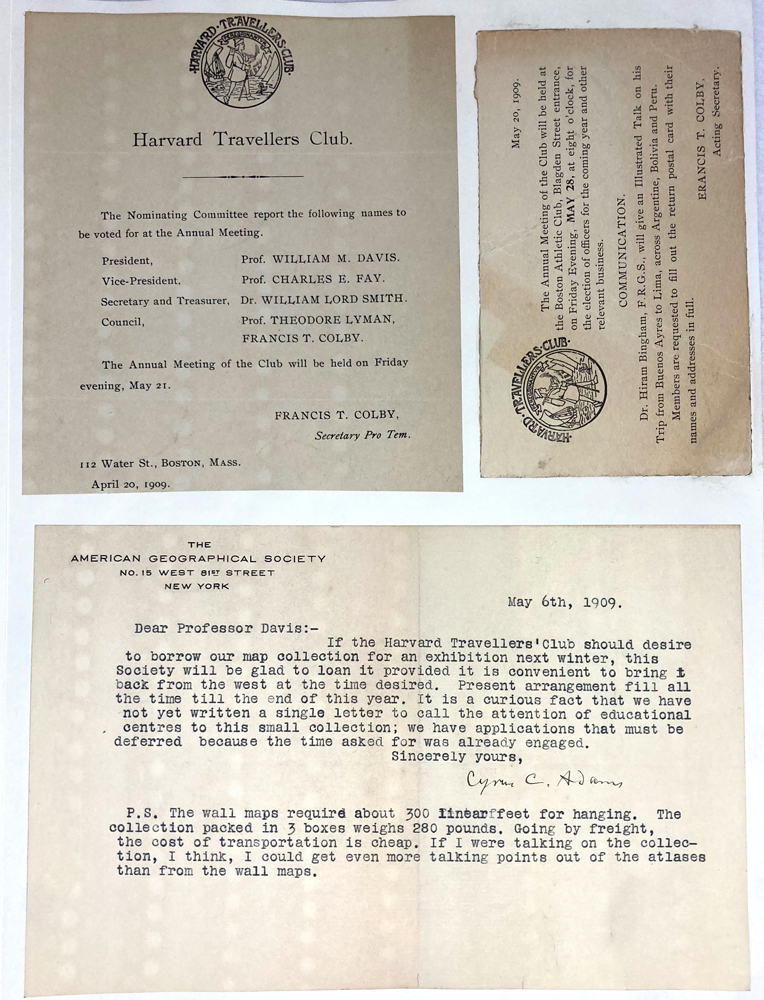 HARVARD·TRAVELLERS·CLUB·
Harvard Travellers Club.
The Nominating Committee report the following names to
be voted for at the Annual Meeting.
President, Prof. WILLIAM M. DAVIS.
Vice-President, Prof. CHARLES E. FAY.
Secretary and Treasurer, Dr. WILLIAM LORD SMITH.
Council, Prof. THEODORE LYMAN,
FRANCIS T. COLBY.
The Annual Meeting of the Club will be held on Friday
evening, May 21.
FRANCIS T. COLBY,
Secretary Pro Tem.
112 Water St., BOSTON, MASS.
April 20, 1909.
·HARVARD·TRAVELLERS·CLUB·
May 20, 1909.
The Annual Meeting of the Club will be held at
the Boston Athletic Club, Blagden Street entrance,
on Friday Evening, MAY 28, at eight o'clock, for
the election of officers for the coming year and other
relevant business.
COMMUNICATION.
Dr. Hiram Bingham, F.R.G.S., will give an Illustrated Talk on his
Trip from Buenos Ayres to Lima, across Argentine, Bolivia and Peru.
Members are requested to fill out the return postal card with their
names and addresses in full.
FRANCIS T. COLBY,
Acting Secretary.
THE
AMERICAN GEOGRAPHICAL SOCIETY
NO. 15 WEST 81ST STREET
NEW YORK
May 6th, 1909.
Dear Professor Davis:-
If the Harvard Travellers'Club should desire
to borrow our map collection for an exhibition next winter, this
Society will be glad to loan it provided it is convenient to bring it
back from the west at the time desired. Present arrangement fill all
the time till the end of this year. It is a curious fact that we have
not yet written a single letter to call the attention of educational
centres to this small collection; we have applications that must be
deferred because the time asked for was already engaged.
Sincerely yours,
Cyrus C. Adams
P.S. The wall maps require about 300 linear feet for hanging. The
collection packed in 3 boxes weighs 280 pounds. Going by freight,
the cost of transportation is cheap. If I were talking on the collec-
tion, I think, I could get even more talking points out of the atlases
than from the wall maps.